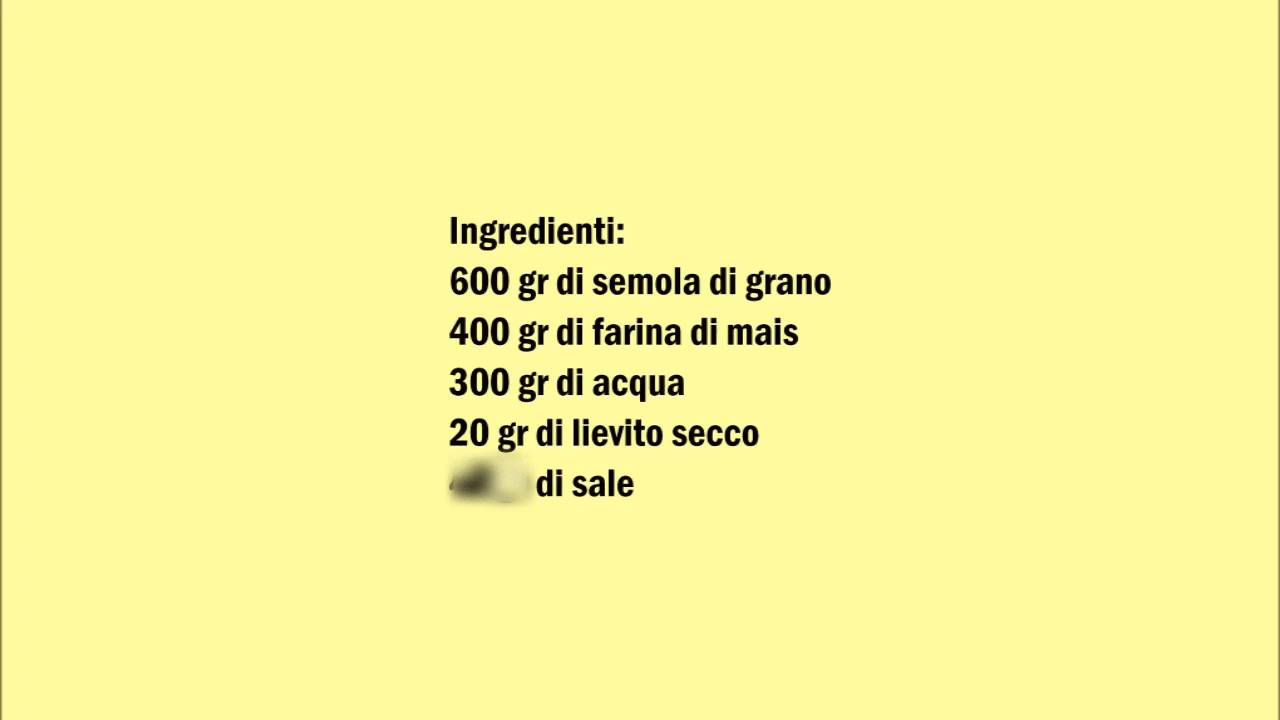 Ingredienti:
600 gr di semola di grano
400 gr di farina di mais
300 gr di acqua
20 gr di lievito secco
di sale